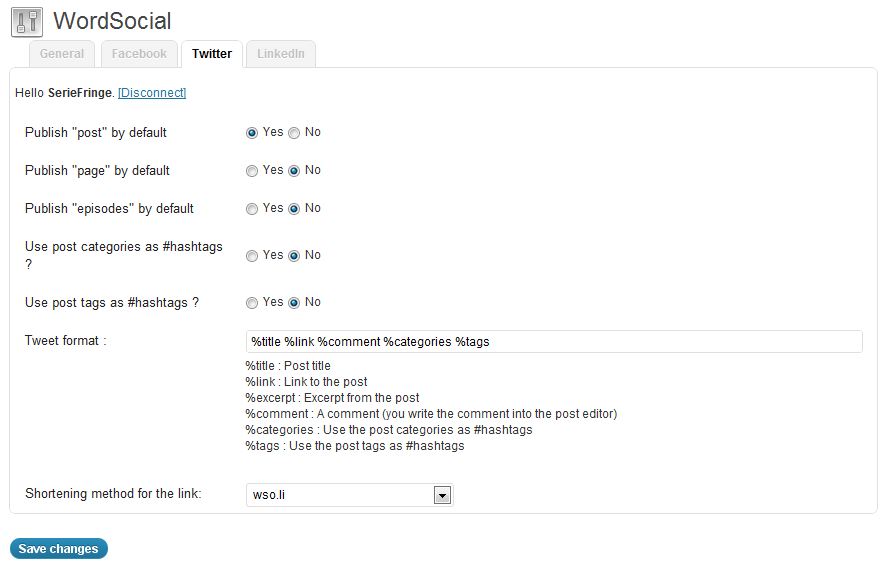 WordSocial
General Facebook Twitter LinkedIn
Hello SerieFringe. [Disconnect]
Publish "post" by default Yes No
Publish "page" by default Yes No
Publish "episodes" by default Yes No
Use post categories as #hashtags
? Yes No
Use post tags as #hashtags ? Yes No
Tweet format : %title %link %comment %categories %tags
%title : Post title
%link : Link to the post
%excerpt : Excerpt from the post
%comment : A comment (you write the comment into the post editor)
%categories : Use the post categories as #hashtags
%tags : Use the post tags as #hashtags
Shortening method for the link: wso.li
Save changes